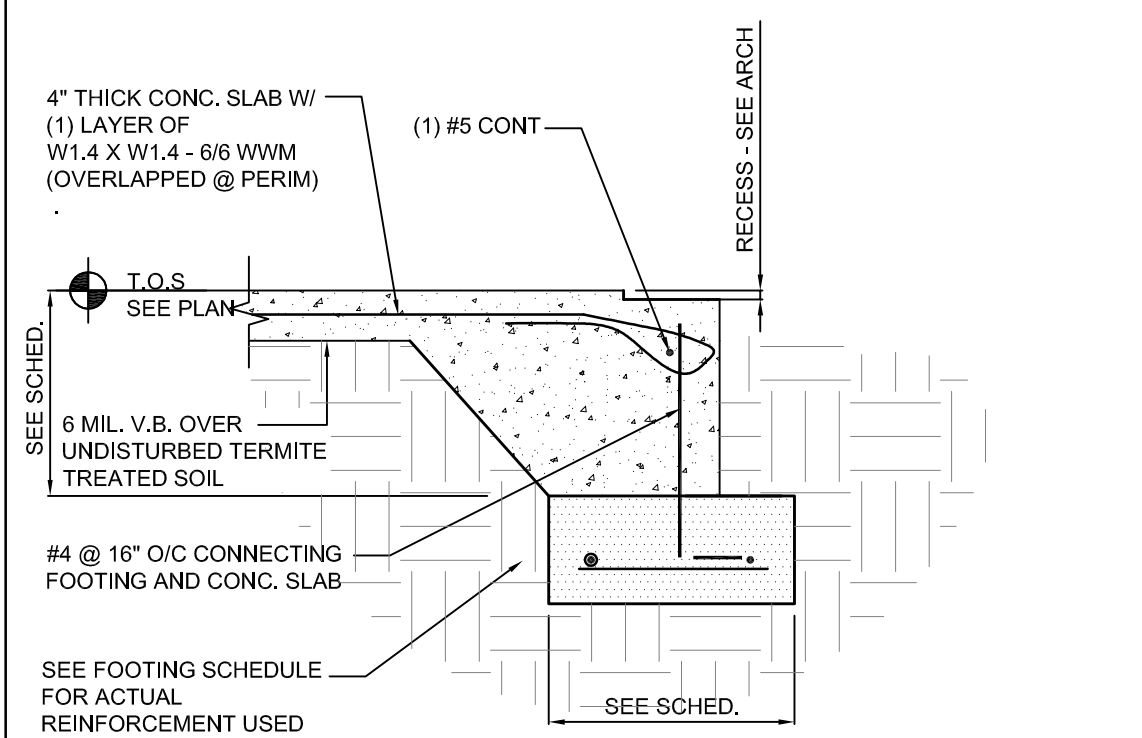 4" THICK CONC. SLAB W/
(1) LAYER OF
W1.4 X W1.4 - 6/6 WWM
(OVERLAPPED @ PERIM)
.
(1) #5 CONT
RECESS - SEE ARCH
T.O.S
SEE PLAN
SEE SCHED.
6 MIL. V.B. OVER
UNDISTURBED TERMITE
TREATED SOIL
#4 @ 16" O/C CONNECTING
FOOTING AND CONC. SLAB
SEE FOOTING SCHEDULE
FOR ACTUAL
REINFORCEMENT USED
SEE SCHED.